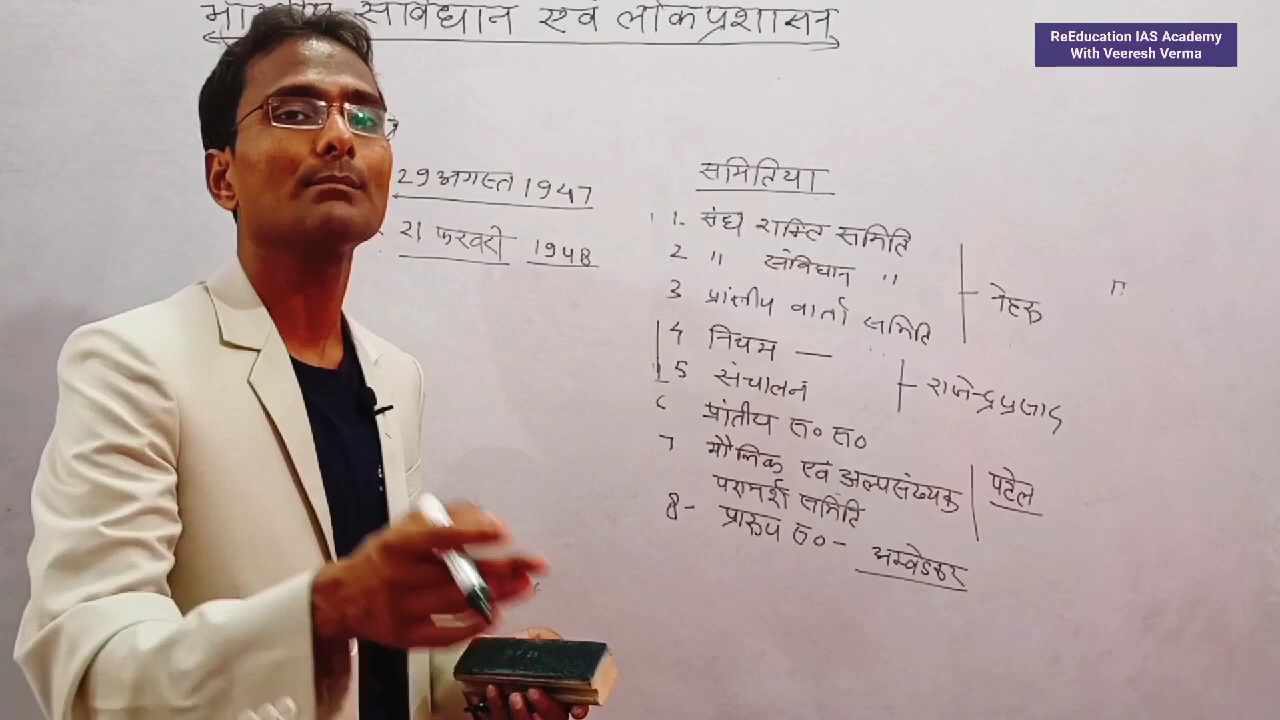 भारतीय सावंधान एवं लोकप्रशासन
ReEducation IAS Academy
With Veeresh Verma
29 अगस्त 1947
21 फरवरी 1948
समितिया
1- संघ शक्ति समिति
2 " संविधान "
3 प्रांतीय वार्ता समिति
नेहरू
4 नियम —
5 संचालन
राजेन्द्रप्रसाद
6 प्रांतीय स० स०
7 मौलिक एवं अल्पसंख्यक
परामर्श समिति
पटेल
8- प्रारूप स० - अम्बेडकर